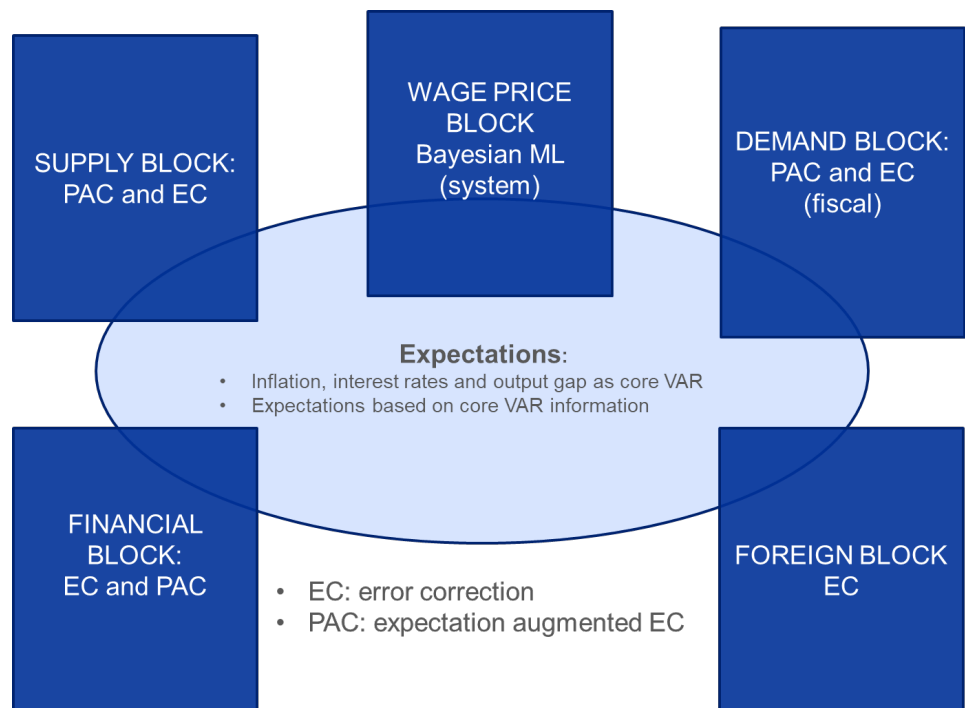 SUPPLY BLOCK:
PAC and EC
WAGE PRICE
BLOCK
Bayesian ML
(system)
DEMAND BLOCK:
PAC and EC
(fiscal)
Expectations:
• Inflation, interest rates and output gap as core VAR
• Expectations based on core VAR information
FINANCIAL
BLOCK:
EC and PAC
• EC: error correction
• PAC: expectation augmented EC
FOREIGN BLOCK
EC